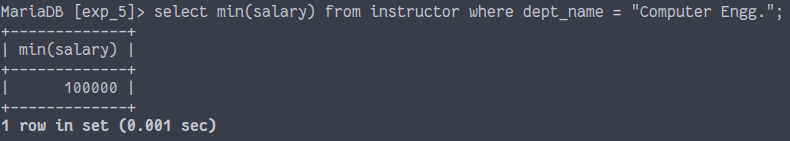 MariaDB [exp_5]> select min(salary) from instructor where dept_name = "Computer Engg.";
+-------------+
| min(salary) |
+-------------+
|      100000 |
+-------------+
1 row in set (0.001 sec)